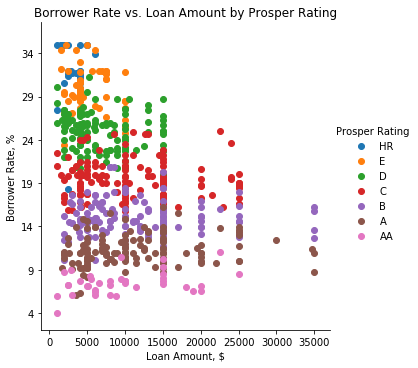 Borrower Rate vs. Loan Amount by Prosper Rating
Borrower Rate, %
34
29
24
19
14
9
4
0
5000
10000
15000
20000
25000
30000
35000
Loan Amount, $
Prosper Rating
HR
E
D
C
B
A
AA